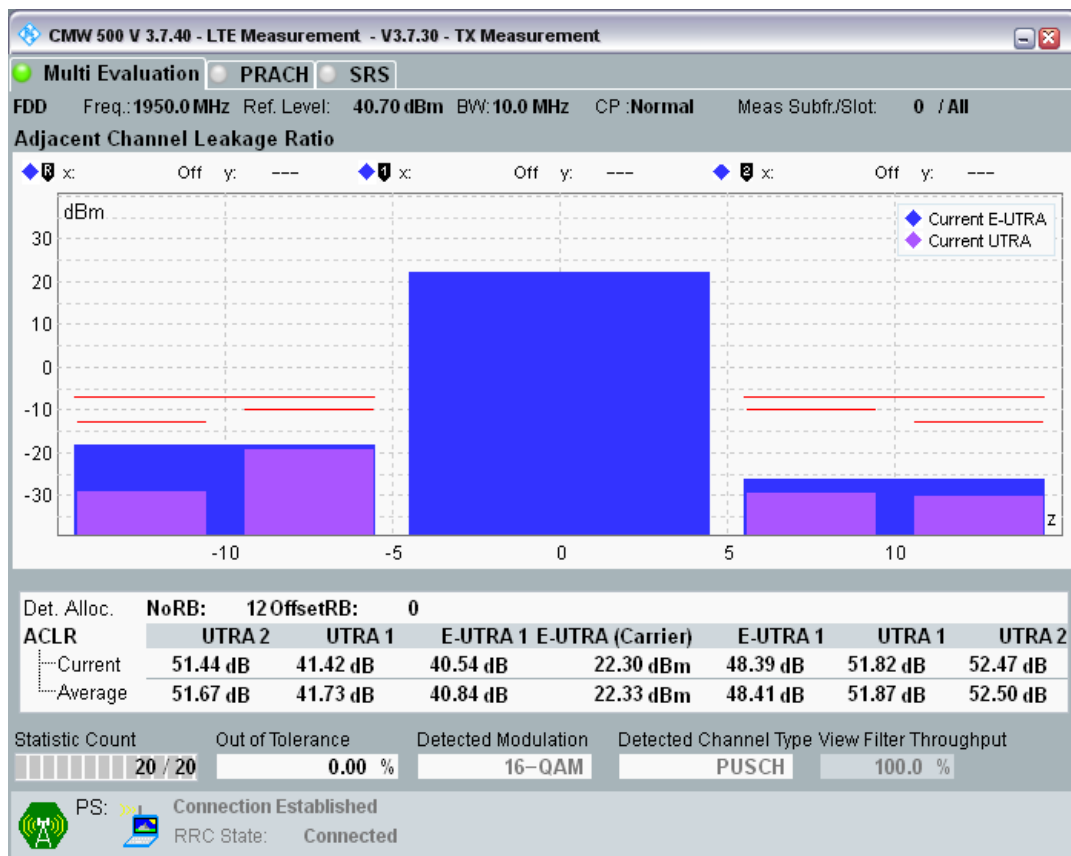 CMW 500 V 3.7.40 - LTE Measurement - V3.7.30 - TX Measurement
Multi Evaluation PRACH SRS
FDD Freq.:1950.0 MHz Ref. Level: 40.70 dBm BW:10.0 MHz CP :Normal Meas Subfr./Slot: 0 / All
Adjacent Channel Leakage Ratio
R x: Off y: --- 1 x: Off y: --- 2 x: Off y: ---
dBm
Current E-UTRA
Current UTRA
30
20
10
0
-10
-20
-30
z
-10 -5 0 5 10
Det. Alloc. NoRB: 12 OffsetRB: 0
ACLR UTRA 2 UTRA 1 E-UTRA 1 E-UTRA (Carrier) E-UTRA 1 UTRA 1 UTRA 2
Current 51.44 dB 41.42 dB 40.54 dB 22.30 dBm 48.39 dB 51.82 dB 52.47 dB
Average 51.67 dB 41.73 dB 40.84 dB 22.33 dBm 48.41 dB 51.87 dB 52.50 dB
Statistic Count Out of Tolerance Detected Modulation Detected Channel Type View Filter Throughput
20 / 20 0.00 % 16-QAM PUSCH 100.0 %
PS: Connection Established
RRC State: Connected